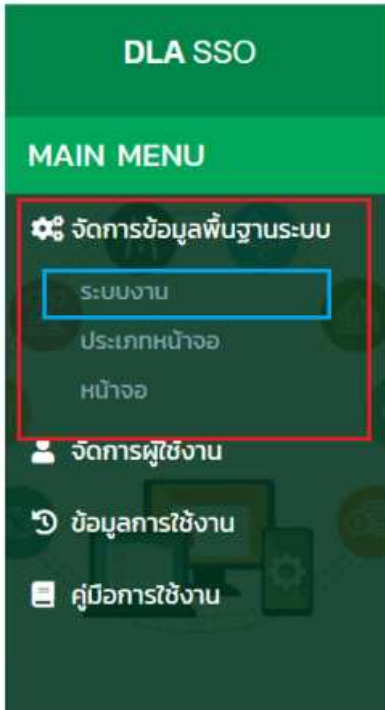 DLA SSO
MAIN MENU
จัดการข้อมูลพื้นฐานระบบ
ระบบงาน
ประเภทหน้าจอ
หน้าจอ
จัดการผู้ใช้งาน
ข้อมูลการใช้งาน
คู่มือการใช้งาน